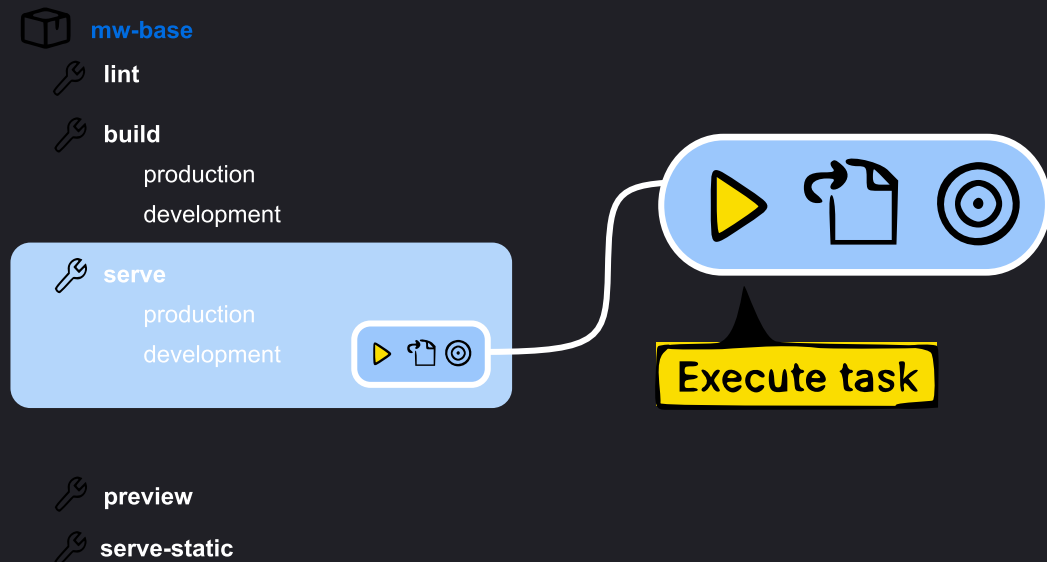 mw-base
lint
build
production
development
serve
production
development
Execute task
preview
serve-static